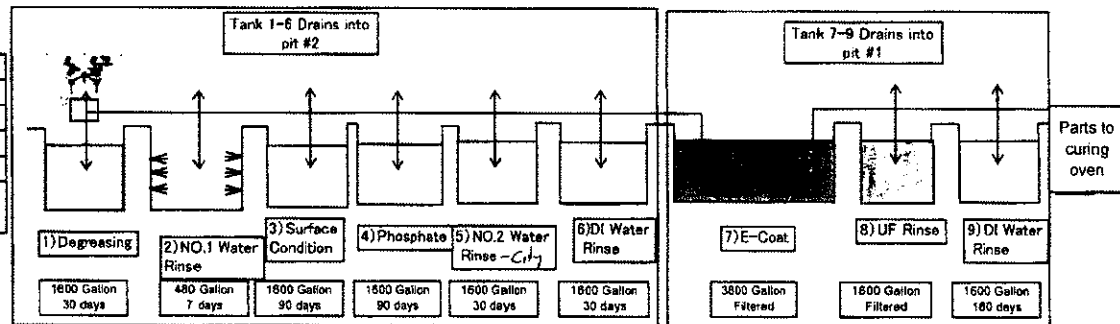 Tank 1-6 Drains into
pit #2
Tank 7-9 Drains into
pit #1
Parts to
curing
oven
1)Degreasing
2)NO.1 Water
Rinse
3)Surface
Condition
4)Phosphate
5)NO.2 Water
Rinse -City
6)DI Water
Rinse
7)E-Coat
8)UF Rinse
9)DI Water
Rinse
1600 Gallon
30 days
480 Gallon
7 days
1600 Gallon
90 days
1600 Gallon
90 days
1600 Gallon
30 days
1600 Gallon
30 days
3800 Gallon
Filtered
1600 Gallon
Filtered
1600 Gallon
180 days